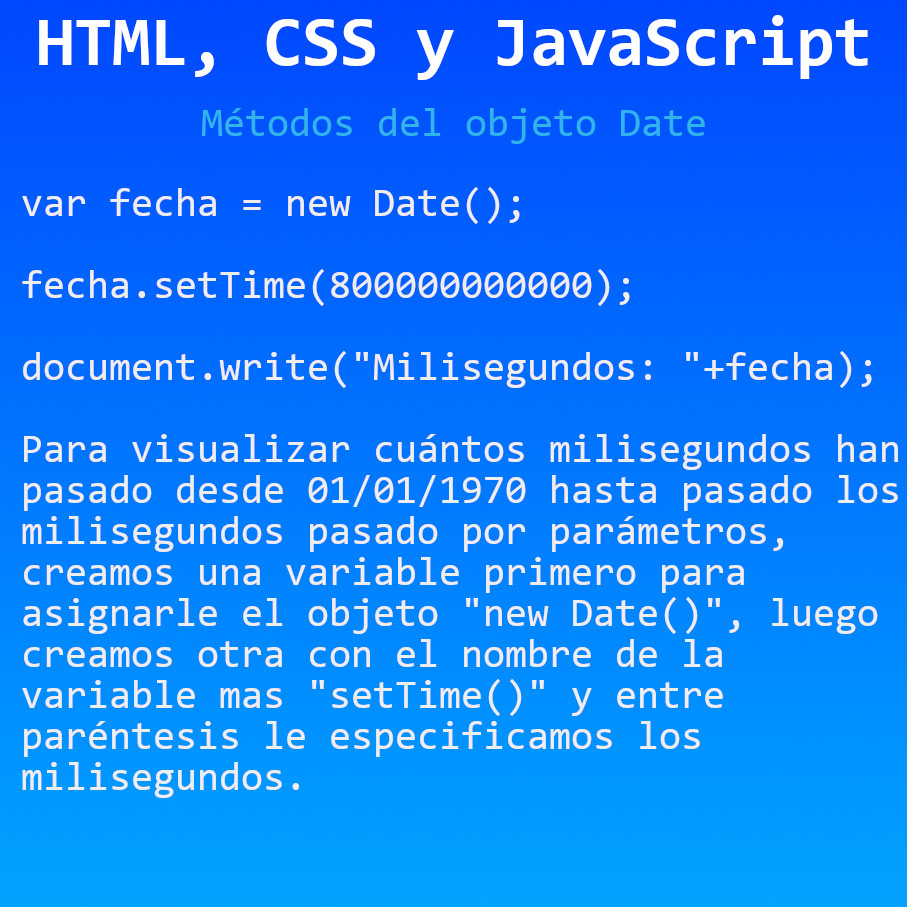 HTML, CSS y JavaScript
Métodos del objeto Date
var fecha = new Date();
fecha.setTime(800000000000);
document.write("Milisegundos: "+fecha);
Para visualizar cuántos milisegundos han
pasado desde 01/01/1970 hasta pasado los
milisegundos pasado por parámetros,
creamos una variable primero para
asignarle el objeto "new Date()", luego
creamos otra con el nombre de la
variable mas "setTime()" y entre
paréntesis le especificamos los
milisegundos.